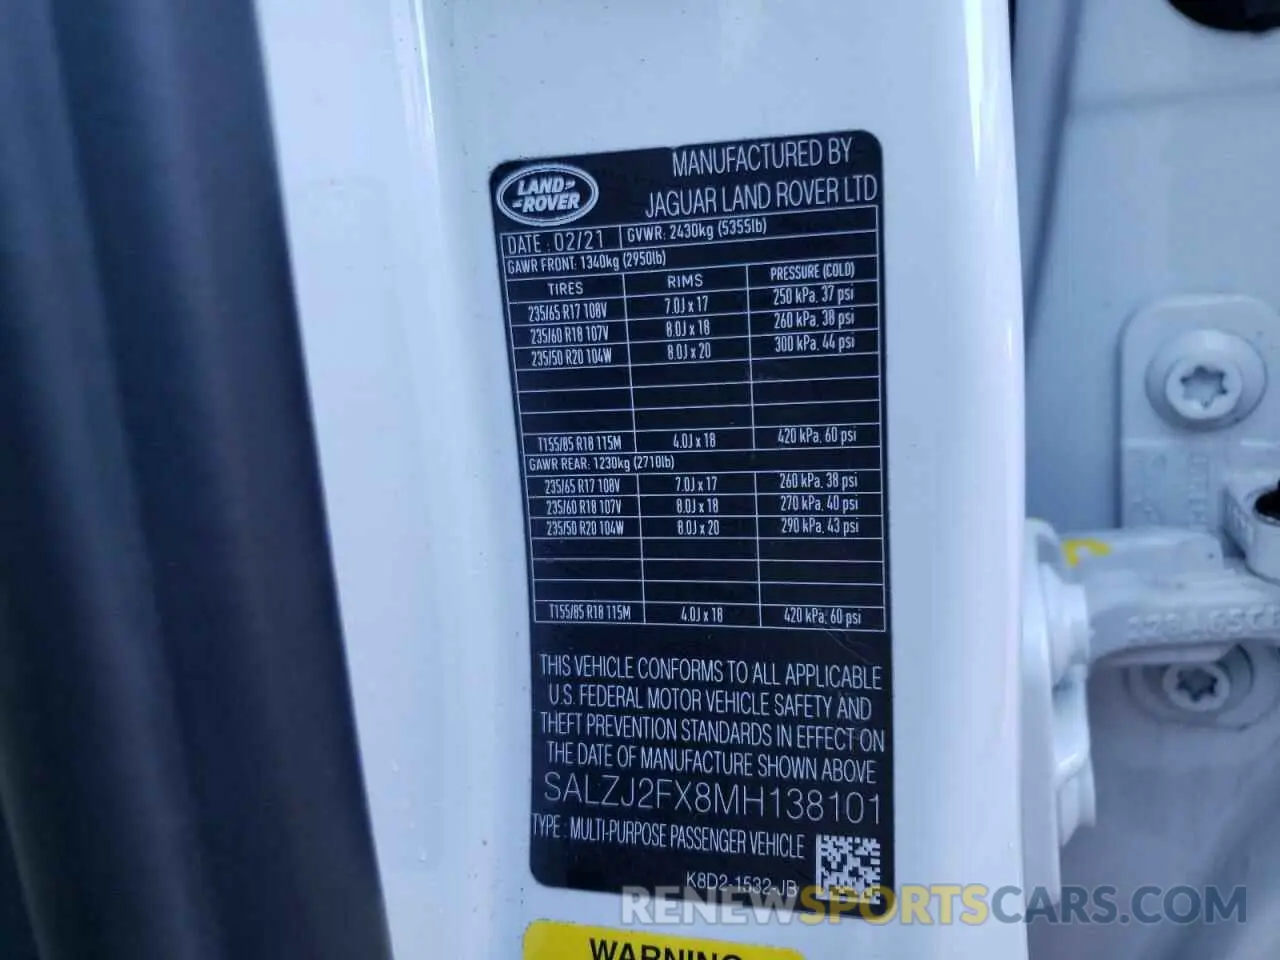 LAND ROVER
MANUFACTURED BY
JAGUAR LAND ROVER LTD
DATE : 02/21 GVWR: 2430kg (5355lb)
GAWR FRONT: 1340kg (2950lb)
TIRES RIMS PRESSURE (COLD)
235/65 R17 108V 7.0J x 17 250 kPa, 37 psi
235/60 R18 107V 8.0J x 18 260 kPa, 38 psi
235/50 R20 104W 8.0J x 20 300 kPa, 44 psi
T155/85 R18 115M 4.0J x 18 420 kPa, 60 psi
GAWR REAR: 1230kg (2710lb)
235/65 R17 108V 7.0J x 17 260 kPa, 38 psi
235/60 R18 107V 8.0J x 18 270 kPa, 40 psi
235/50 R20 104W 8.0J x 20 290 kPa, 43 psi
T155/85 R18 115M 4.0J x 18 420 kPa, 60 psi
THIS VEHICLE CONFORMS TO ALL APPLICABLE
U.S. FEDERAL MOTOR VEHICLE SAFETY AND
THEFT PREVENTION STANDARDS IN EFFECT ON
THE DATE OF MANUFACTURE SHOWN ABOVE
SALZJ2FX8MH138101
TYPE : MULTI-PURPOSE PASSENGER VEHICLE
K8D2-1532-JB
RENEWSPORTSCARS.COM
WARNING